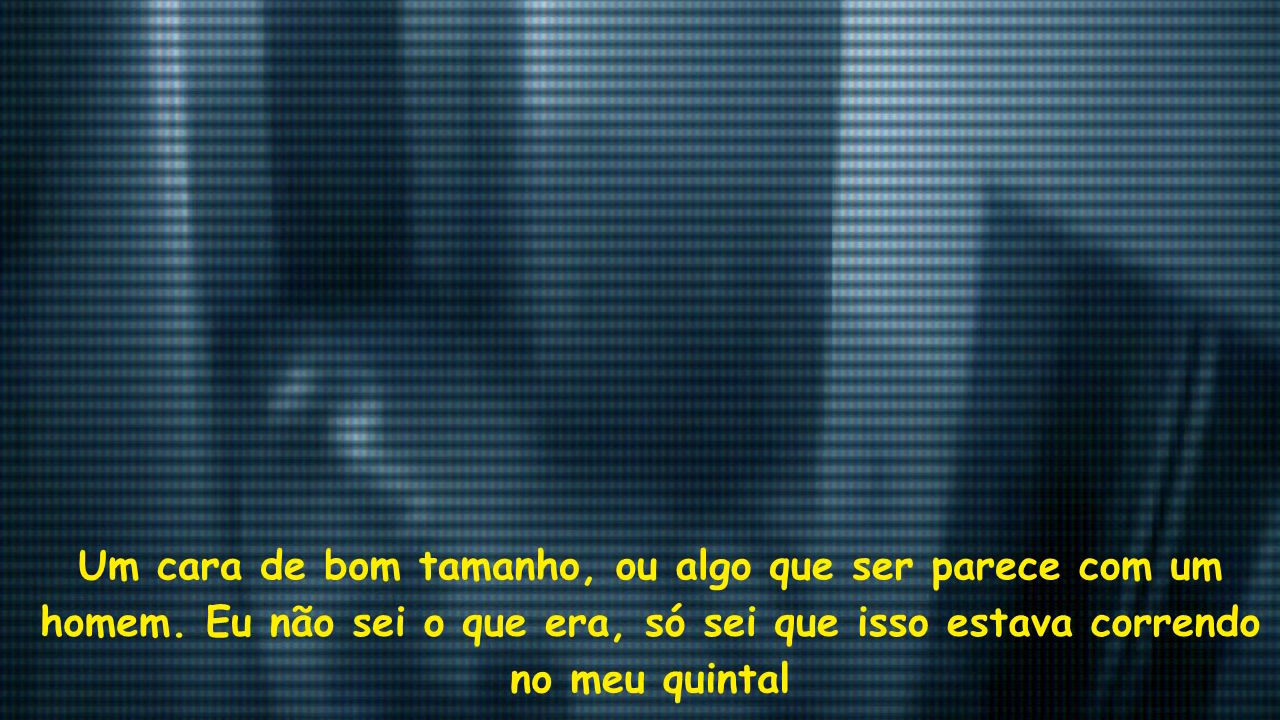 Um cara de bom tamanho, ou algo que ser parece com um
homem. Eu não sei o que era, só sei que isso estava correndo
no meu quintal